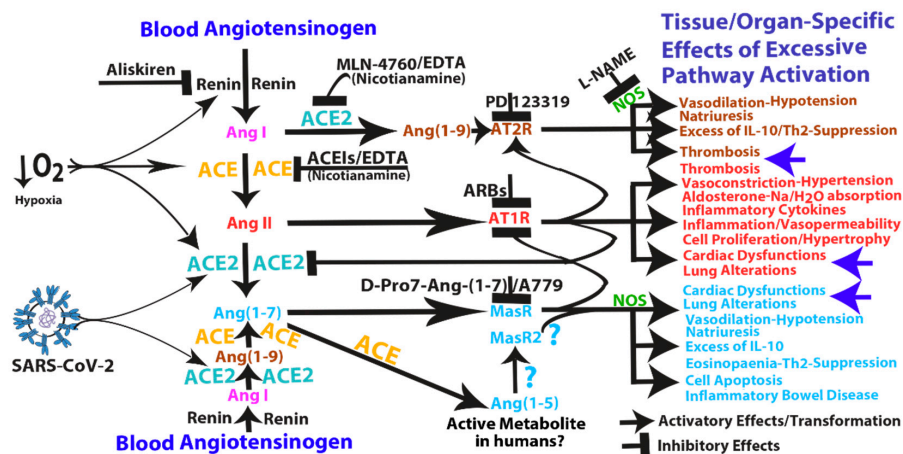 Blood Angiotensinogen
Tissue/Organ-Specific
Effects of Excessive
Pathway Activation
Aliskiren
Renin
Renin
MLN-4760/EDTA
(Nicotianamine)
L-NAME
NOS
ACE2
PD 123319
Ang I
Ang(1-9)
AT2R
Vasodilation-Hypotension
Natriuresis
Excess of IL-10/Th2-Suppression
Thrombosis
↓O2
Hypoxia
ACE
ACE
ACEIs/EDTA
(Nicotianamine)
ARBs
Ang II
AT1R
Thrombosis
Vasoconstriction-Hypertension
Aldosterone-Na/H2O absorption
Inflammatory Cytokines
Inflammation/Vasopermeability
Cell Proliferation/Hypertrophy
Cardiac Dysfunctions
Lung Alterations
ACE2
ACE2
D-Pro7-Ang-(1-7)/A779
NOS
Ang(1-7)
MasR
MasR2
?
Cardiac Dysfunctions
Lung Alterations
Vasodilation-Hypotension
Natriuresis
Excess of IL-10
Eosinopaenia-Th2-Suppression
Cell Apoptosis
Inflammatory Bowel Disease
SARS-CoV-2
ACE
ACE
ACE
Ang(1-9)
ACE2
ACE2
?
Ang I
Ang(1-5)
Renin
Renin
Active Metabolite
in humans?
Blood Angiotensinogen
Activatory Effects/Transformation
Inhibitory Effects